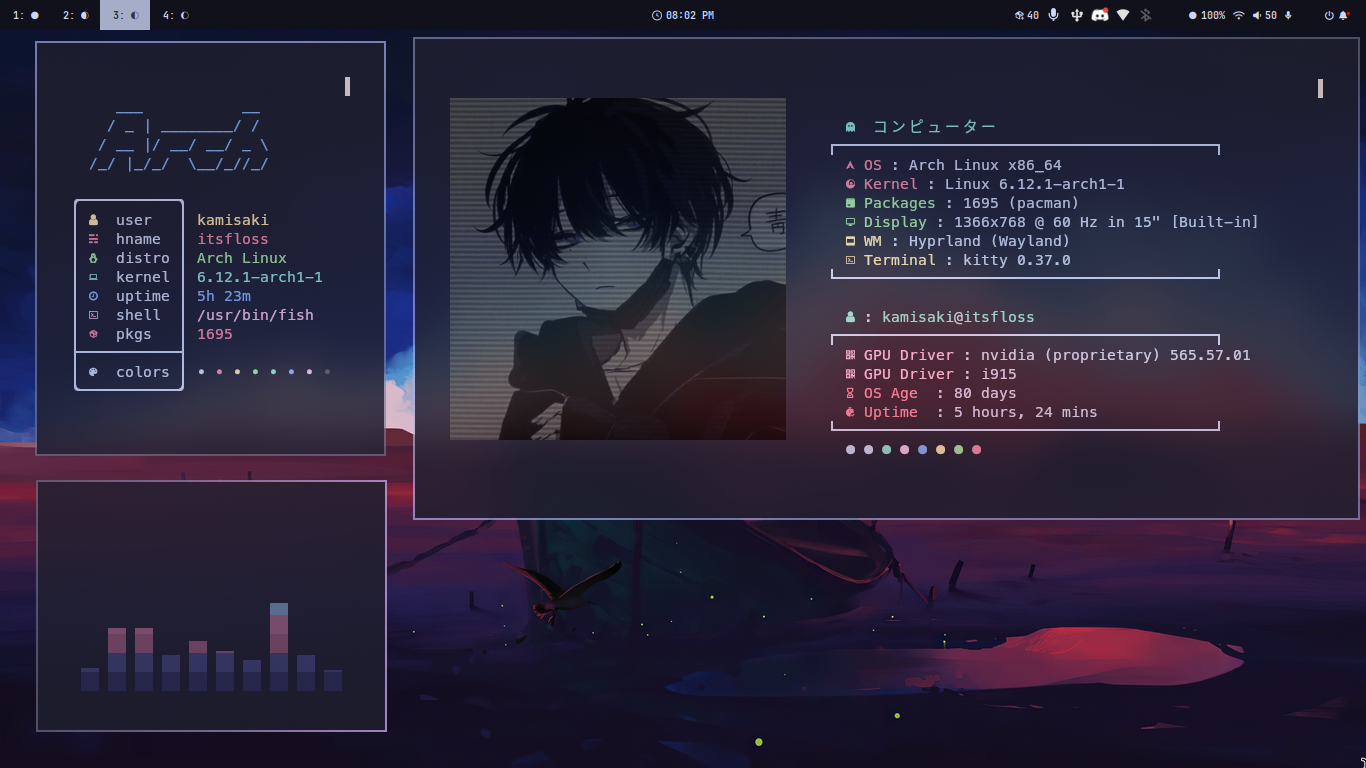 1:
2:
3:
4:
08:02 PM
40
100%
50
Arch
user kamisaki
hname itsfloss
distro Arch Linux
kernel 6.12.1-arch1-1
uptime 5h 23m
shell /usr/bin/fish
pkgs 1695
colors
コンピューター
OS : Arch Linux x86_64
Kernel : Linux 6.12.1-arch1-1
Packages : 1695 (pacman)
Display : 1366x768 @ 60 Hz in 15" [Built-in]
WM : Hyprland (Wayland)
Terminal : kitty 0.37.0
: kamisaki@itsfloss
GPU Driver : nvidia (proprietary) 565.57.01
GPU Driver : i915
OS Age : 80 days
Uptime : 5 hours, 24 mins